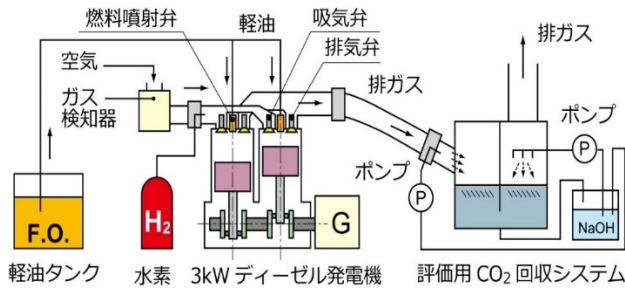 燃料噴射弁
軽油
吸気弁
排気弁
排ガス
空気
ガス
検知器
排ガス
ポンプ
P
ポンプ
P
F.O.
H2
G
NaOH
軽油タンク
水素
3kW ディーゼル発電機
評価用 CO2 回収システム